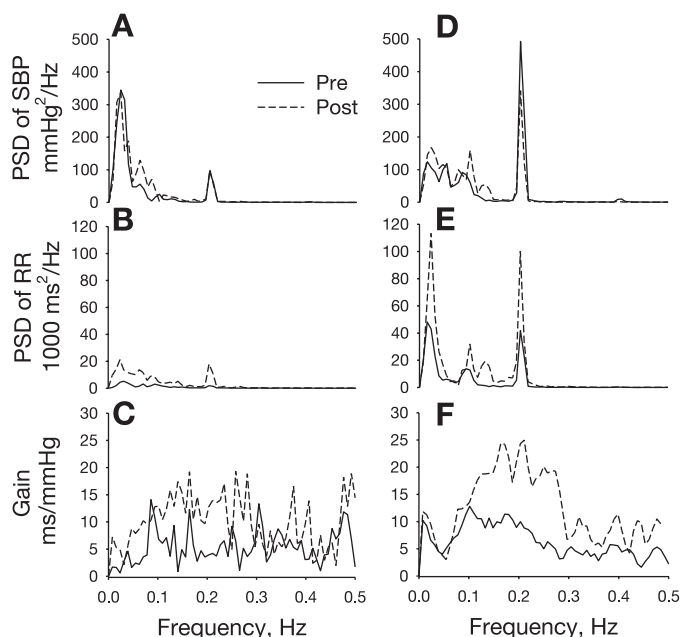 A
D
PSD of SBP
mmHg²/Hz
500
400
300
200
100
0
Pre
Post
500
400
300
200
100
0
B
E
PSD of RR
1000 ms²/Hz
120
100
80
60
40
20
0
120
100
80
60
40
20
0
C
F
Gain
ms/mmHg
30
25
20
15
10
5
0
30
25
20
15
10
5
0
0.0 0.1 0.2 0.3 0.4 0.5
0.0 0.1 0.2 0.3 0.4 0.5
Frequency, Hz
Frequency, Hz